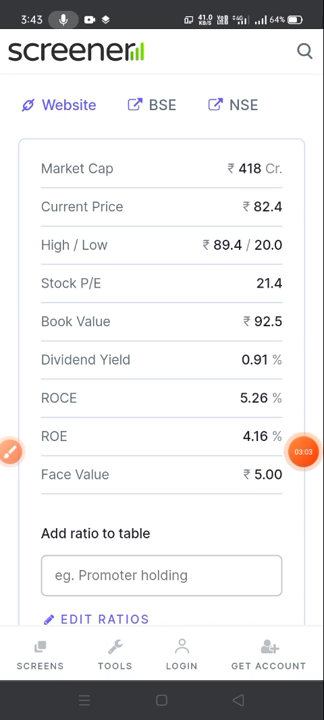 3:43 41.0 KB/S 64%
screener
Website BSE NSE
Market Cap ₹ 418 Cr.
Current Price ₹ 82.4
High / Low ₹ 89.4 / 20.0
Stock P/E 21.4
Book Value ₹ 92.5
Dividend Yield 0.91 %
ROCE 5.26 %
ROE 4.16 %
03:03
Face Value ₹ 5.00
Add ratio to table
eg. Promoter holding
EDIT RATIOS
SCREENS TOOLS LOGIN GET ACCOUNT